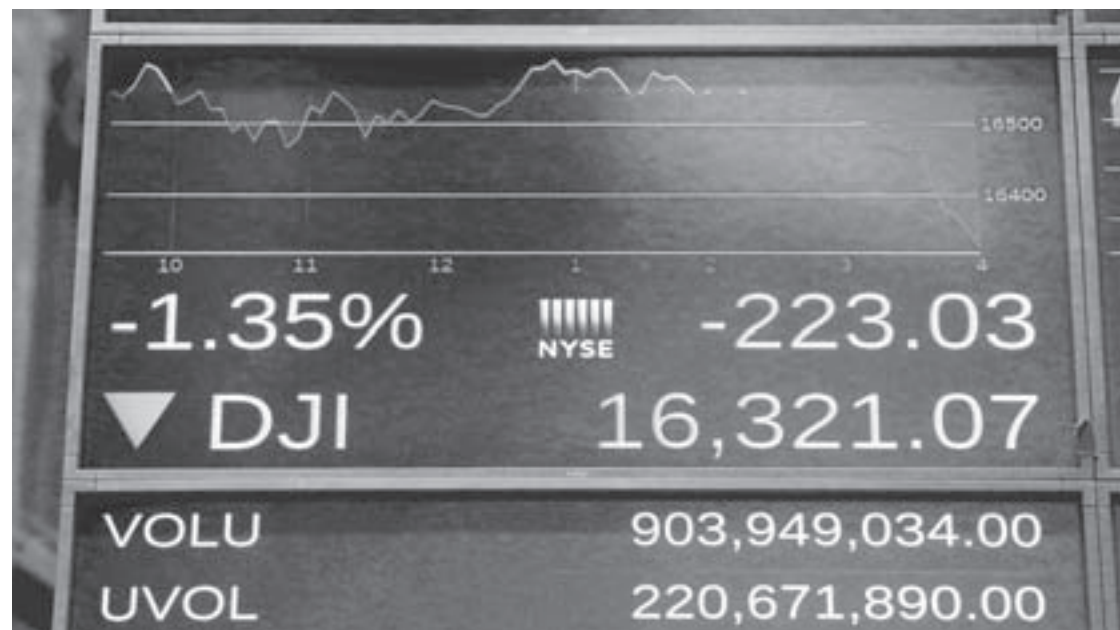 16500
16400
10 11 12 1 2 3 4
-1.35% NYSE -223.03
DJI 16,321.07
VOLU 903,949,034.00
UVOL 220,671,890.00